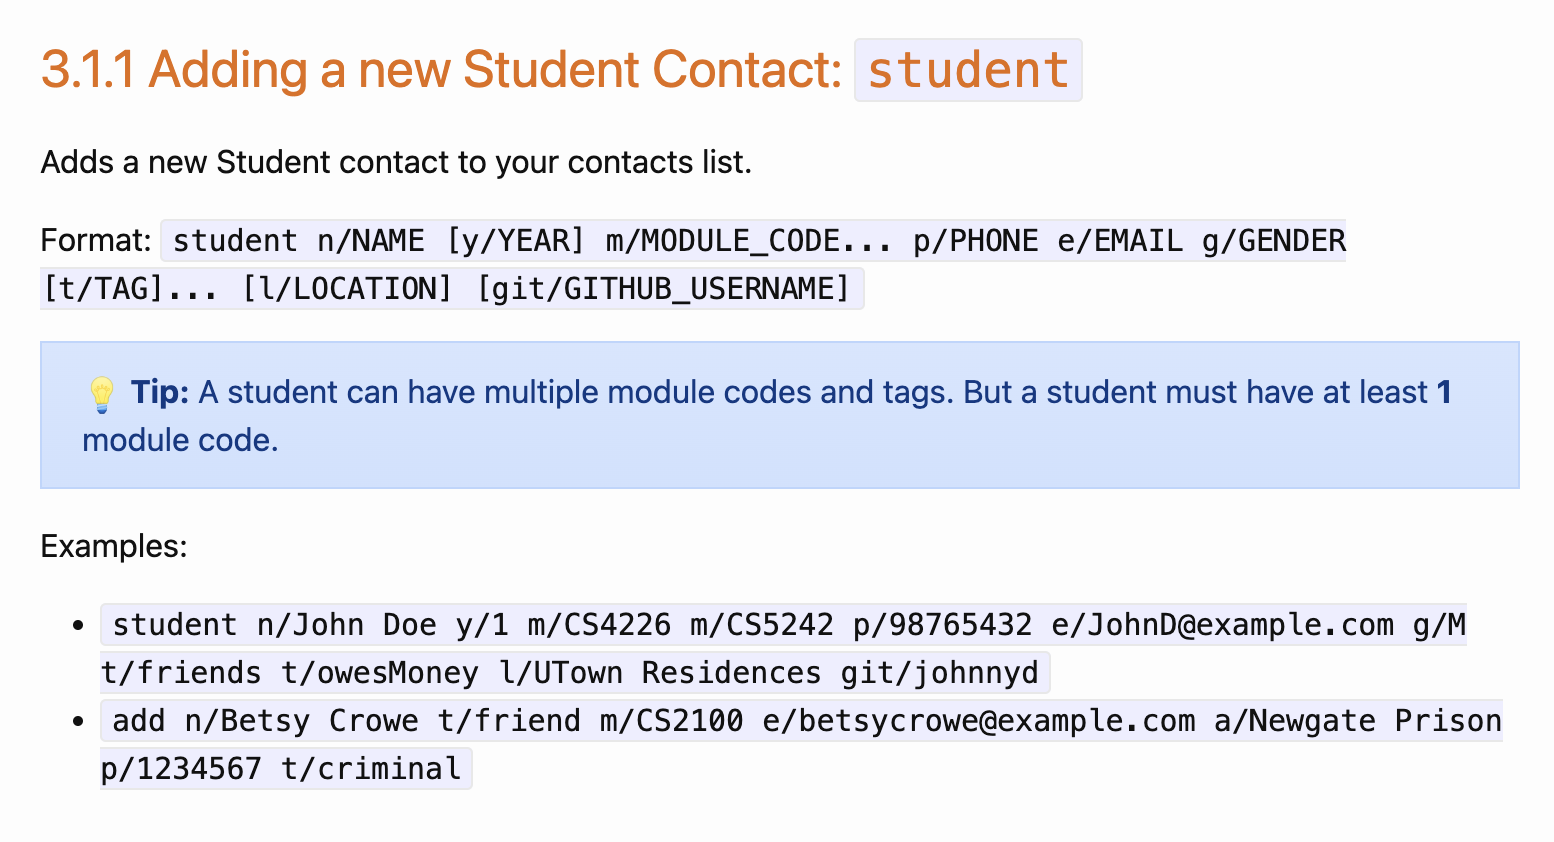 3.1.1 Adding a new Student Contact: student
Adds a new Student contact to your contacts list.
Format: student n/NAME [y/YEAR] m/MODULE_CODE... p/PHONE e/EMAIL g/GENDER
[t/TAG]... [l/LOCATION] [git/GITHUB_USERNAME]
💡 Tip: A student can have multiple module codes and tags. But a student must have at least 1
module code.
Examples:
• student n/John Doe y/1 m/CS4226 m/CS5242 p/98765432 e/JohnD@example.com g/M
t/friends t/owesMoney l/UTown Residences git/johnnyd
• add n/Betsy Crowe t/friend m/CS2100 e/betsycrowe@example.com a/Newgate Prison
p/1234567 t/criminal